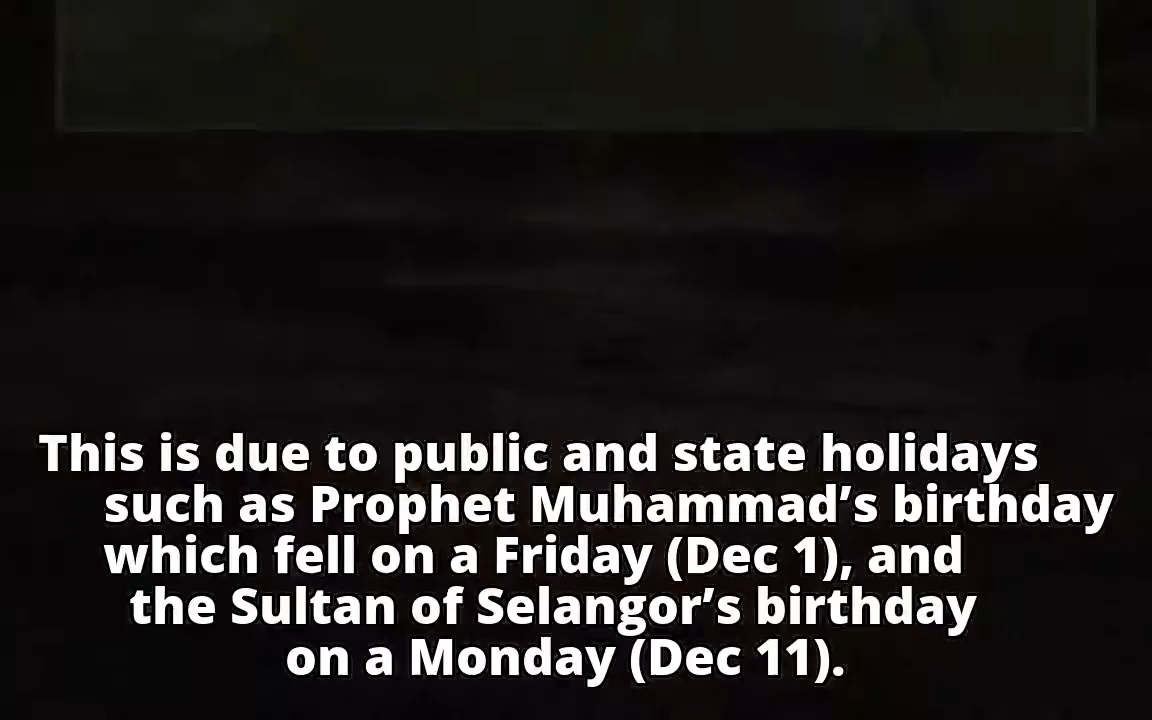 This is due to public and state holidays
such as Prophet Muhammad’s birthday
which fell on a Friday (Dec 1), and
the Sultan of Selangor’s birthday
on a Monday (Dec 11).